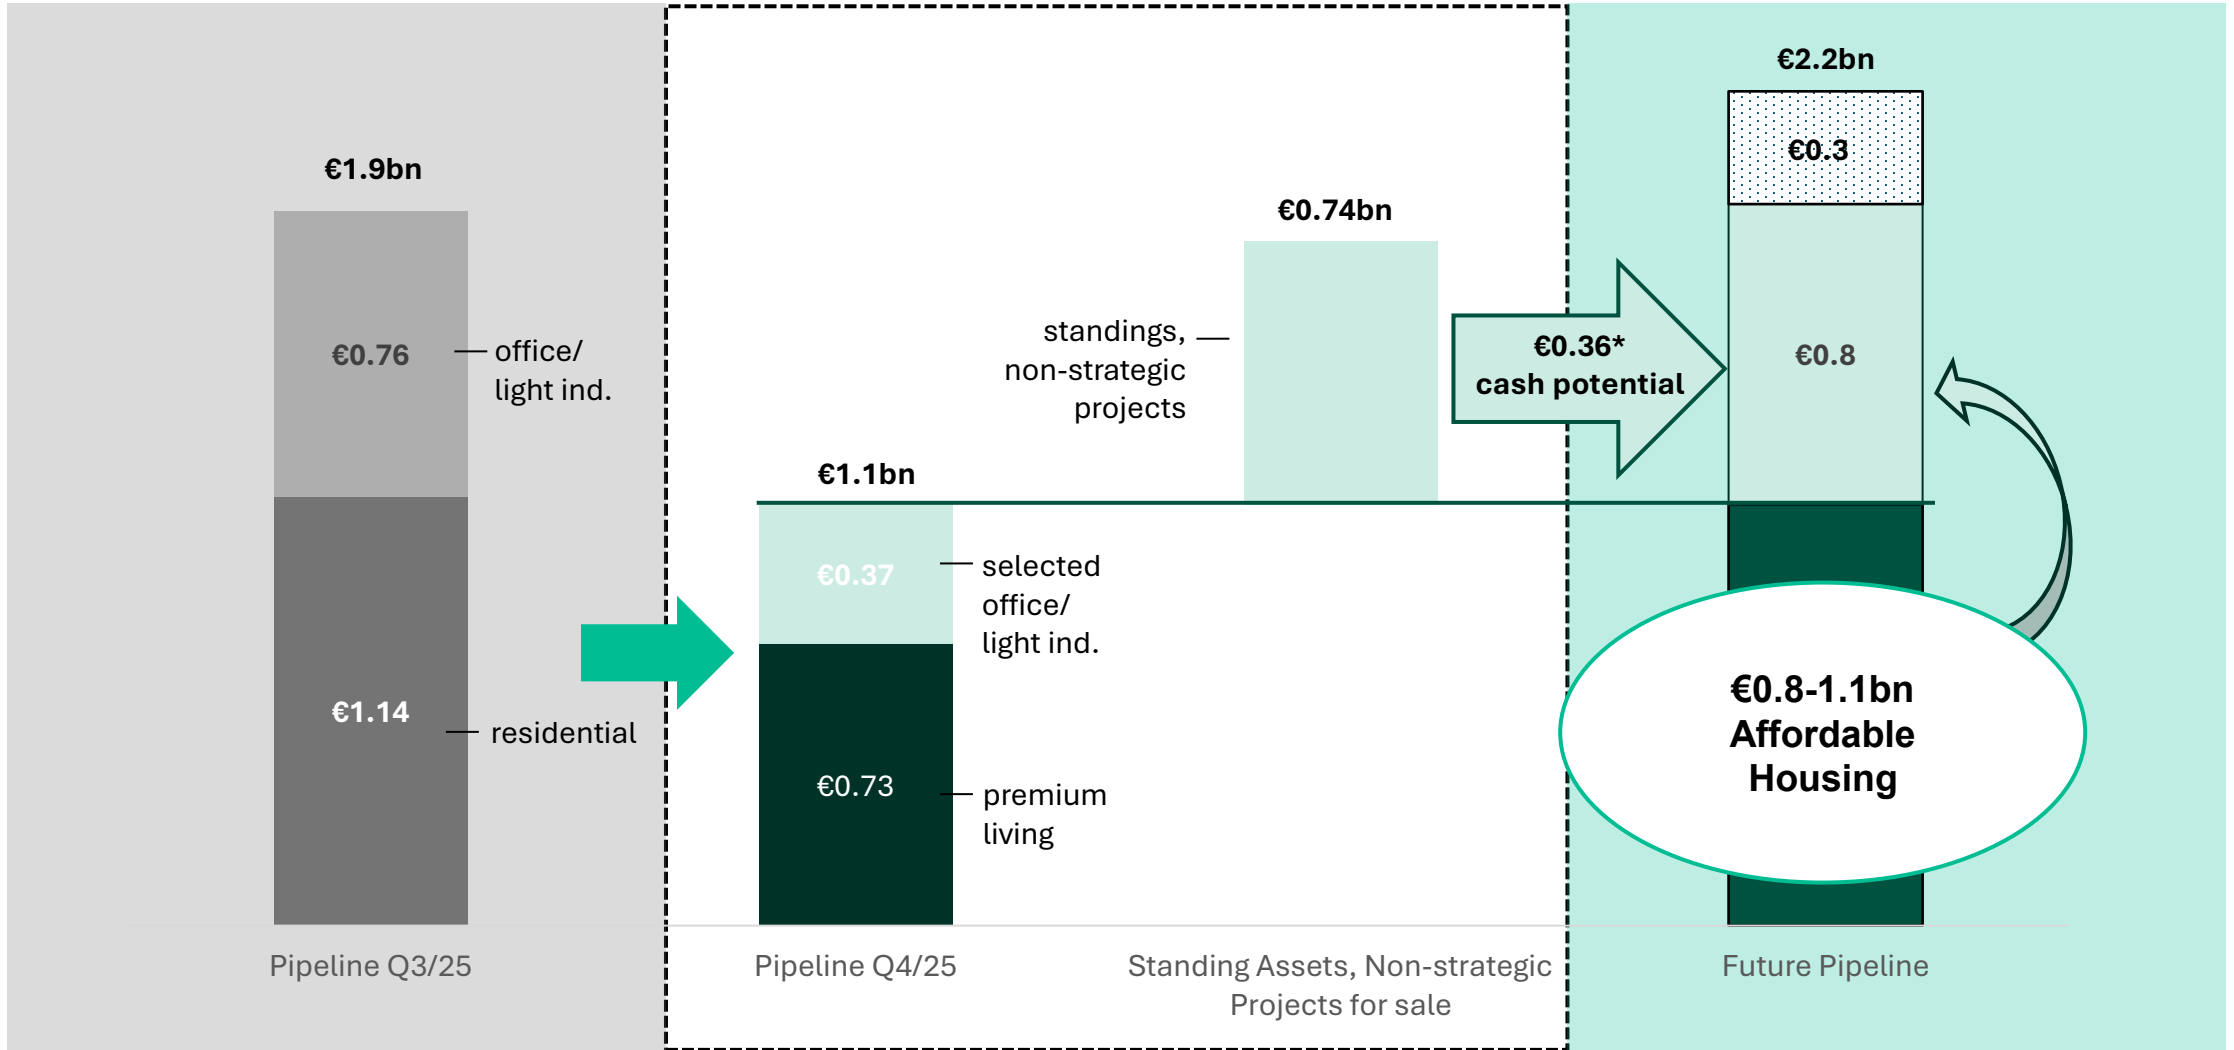 €1.9bn
€0.76
office/
light ind.
€1.14
residential
Pipeline Q3/25
€1.1bn
€0.37
selected
office/
light ind.
€0.73
premium
living
Pipeline Q4/25
€0.74bn
standings,
non-strategic
projects
Standing Assets, Non-strategic
Projects for sale
€0.36*
cash potential
€2.2bn
€0.3
€0.8
€0.8-1.1bn
Affordable
Housing
Future Pipeline